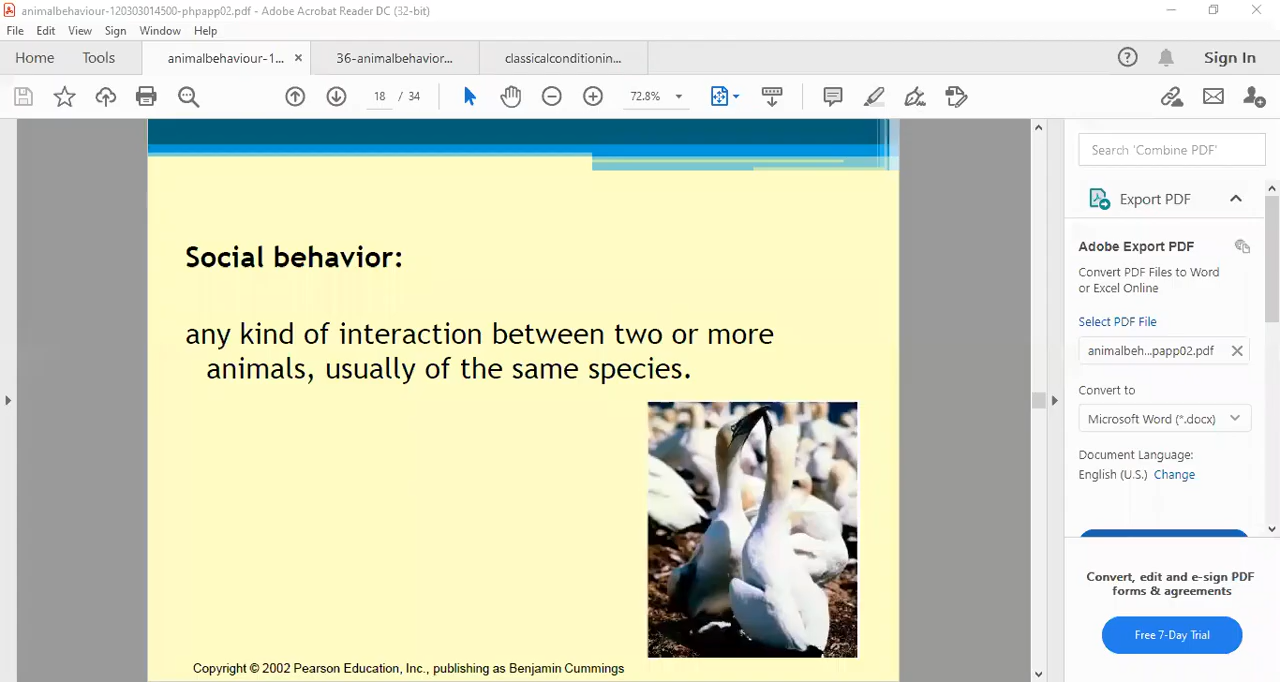 animalbehaviour-120303014500-phpapp02.pdf - Adobe Acrobat Reader DC (32-bit)
File Edit View Sign Window Help
Home Tools animalbehaviour-1... × 36-animalbehavior... classicalconditionin... Sign In
18 / 34 72.8%
Search 'Combine PDF'
Export PDF
Adobe Export PDF
Convert PDF Files to Word
or Excel Online
Select PDF File
animalbeh...papp02.pdf
Convert to
Microsoft Word (*.docx)
Document Language:
English (U.S.) Change
Convert, edit and e-sign PDF
forms & agreements
Free 7-Day Trial
Social behavior:
any kind of interaction between two or more
animals, usually of the same species.
Copyright © 2002 Pearson Education, Inc., publishing as Benjamin Cummings